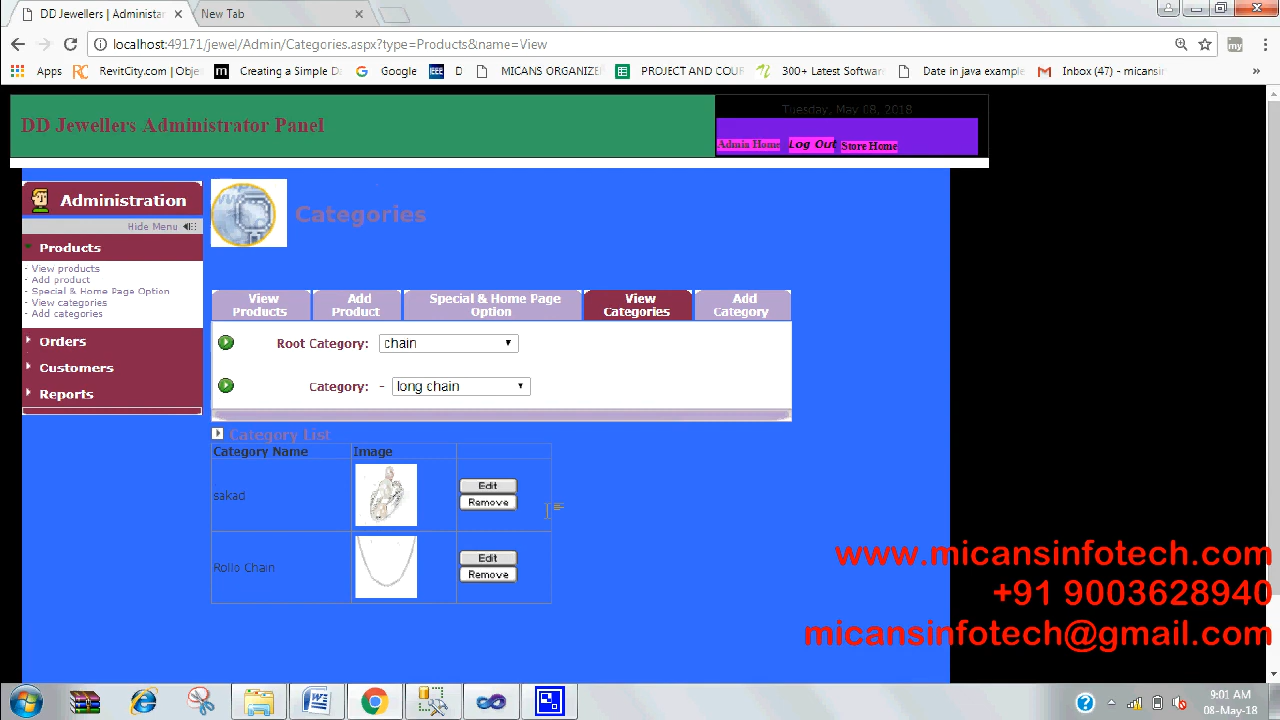 DD Jewellers | Administar
New Tab
localhost:49171/jewel/Admin/Categories.aspx?type=Products&name=View
my
Apps RevitCity.com | Obje Creating a Simple D Google IEEE D MICANS ORGANIZE PROJECT AND COUR 300+ Latest Softwar Date in java example Inbox (47) - micansin »
DD Jewellers Administrator Panel
Tuesday, May 08, 2018
Admin Home Log Out Store Home
Administration
Hide Menu
Products
- View products
- Add product
- Special & Home Page Option
- View categories
- Add categories
Orders
Customers
Reports
Categories
View Products
Add Product
Special & Home Page Option
View Categories
Add Category
Root Category: chain
Category: - long chain
Category List
Category Name Image
sakad
Edit
Remove
Rollo Chain
Edit
Remove
www.micansinfotech.com
+91 9003628940
micansinfotech@gmail.com
9:01 AM
08-May-18